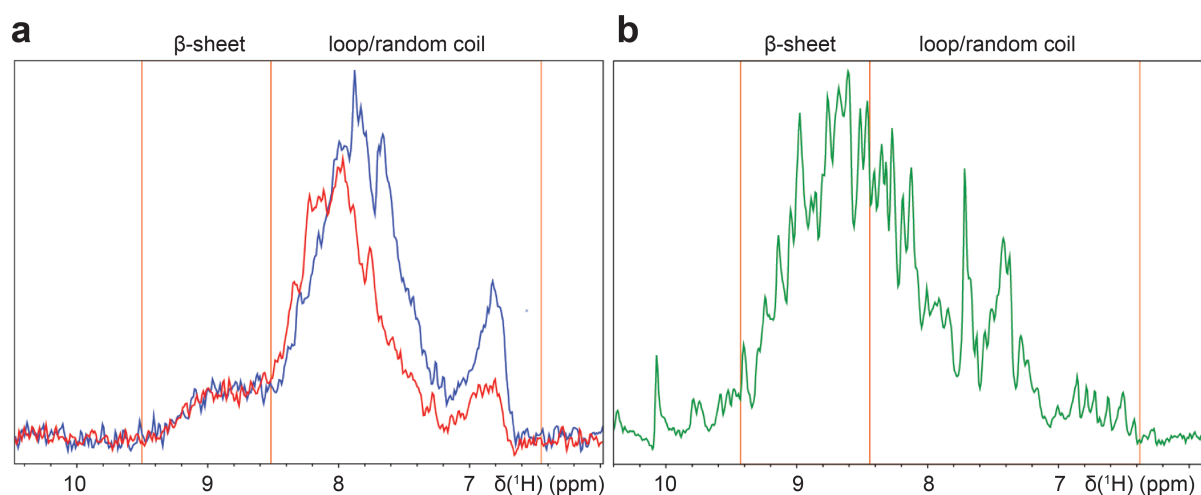 a
β-sheet
loop/random coil
10
9
8
7
δ(¹H) (ppm)
b
β-sheet
loop/random coil
10
9
8
7
δ(¹H) (ppm)